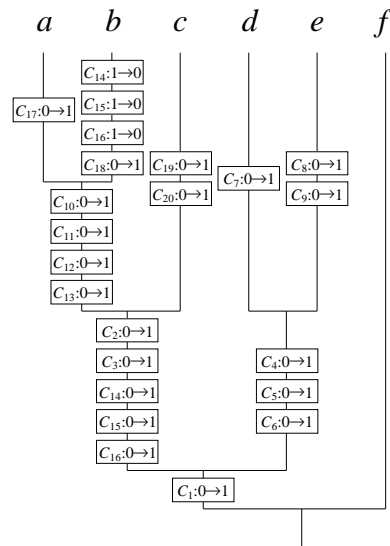 a b c d e f
C₁₄:0→1
C₁₅:1→0
C₁₇:0→1
C₁₆:1→0
C₁₈:0→1 C₁₉:0→1 C₈:0→1
C₇:0→1
C₁₀:0→1 C₂₀:0→1 C₉:0→1
C₁₁:0→1
C₁₂:0→1
C₁₃:0→1
C₂:0→1
C₃:0→1 C₄:0→1
C₁₄:0→1 C₅:0→1
C₁₅:0→1 C₆:0→1
C₁₆:0→1
C₁:0→1